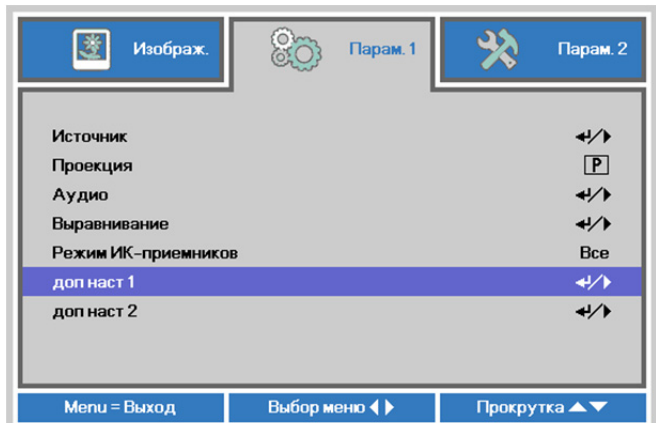 Изображ. Парам. 1 Парам. 2
Источник
Проекция P
Аудио
Выравнивание
Режим ИК-приемников Все
доп наст 1
доп наст 2
Menu = Выход Выбор меню Прокрутка